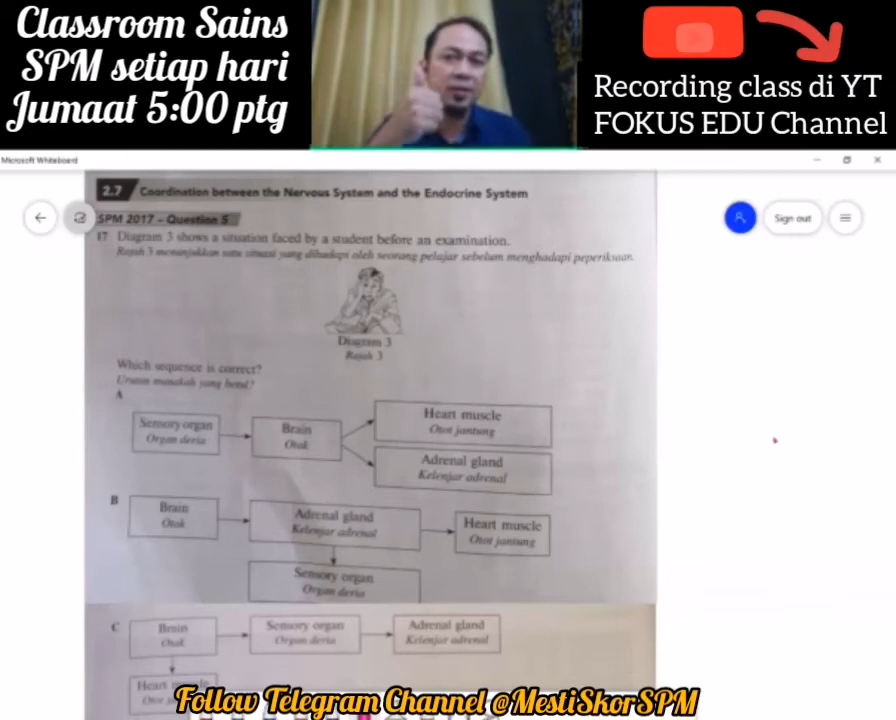 Classroom Sains
SPM setiap hari
Jumaat 5:00 ptg
Recording class di YT
FOKUS EDU Channel
Microsoft Whiteboard
Sign out
2.7 Coordination between the Nervous System and the Endocrine System
SPM 2017 – Question 5
17 Diagram 3 shows a situation faced by a student before an examination.
Rajah 3 menunjukkan satu situasi yang dihadapi oleh seorang pelajar sebelum menghadapi peperiksaan.
Diagram 3
Rajah 3
Which sequence is correct?
Urutan manakah yang betul?
A
Sensory organ
Organ deria
Brain
Otak
Heart muscle
Otot jantung
Adrenal gland
Kelenjar adrenal
B
Brain
Otak
Adrenal gland
Kelenjar adrenal
Heart muscle
Otot jantung
Sensory organ
Organ deria
C
Brain
Otak
Sensory organ
Organ deria
Adrenal gland
Kelenjar adrenal
Heart
Follow Telegram Channel @MestiSkorSPM